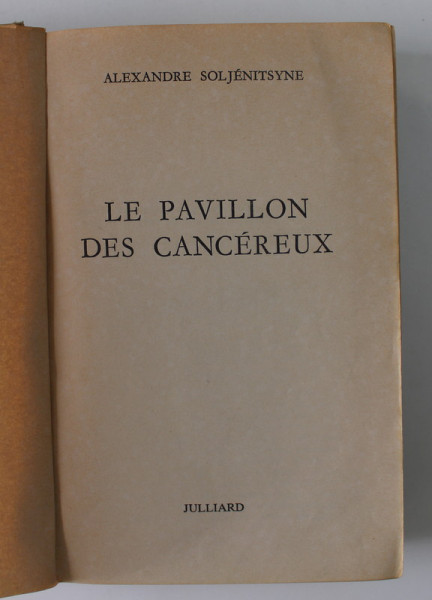 ALEXANDRE SOLJÉNITSYNE
LE PAVILLON
DES CANCÉREUX
JULLIARD